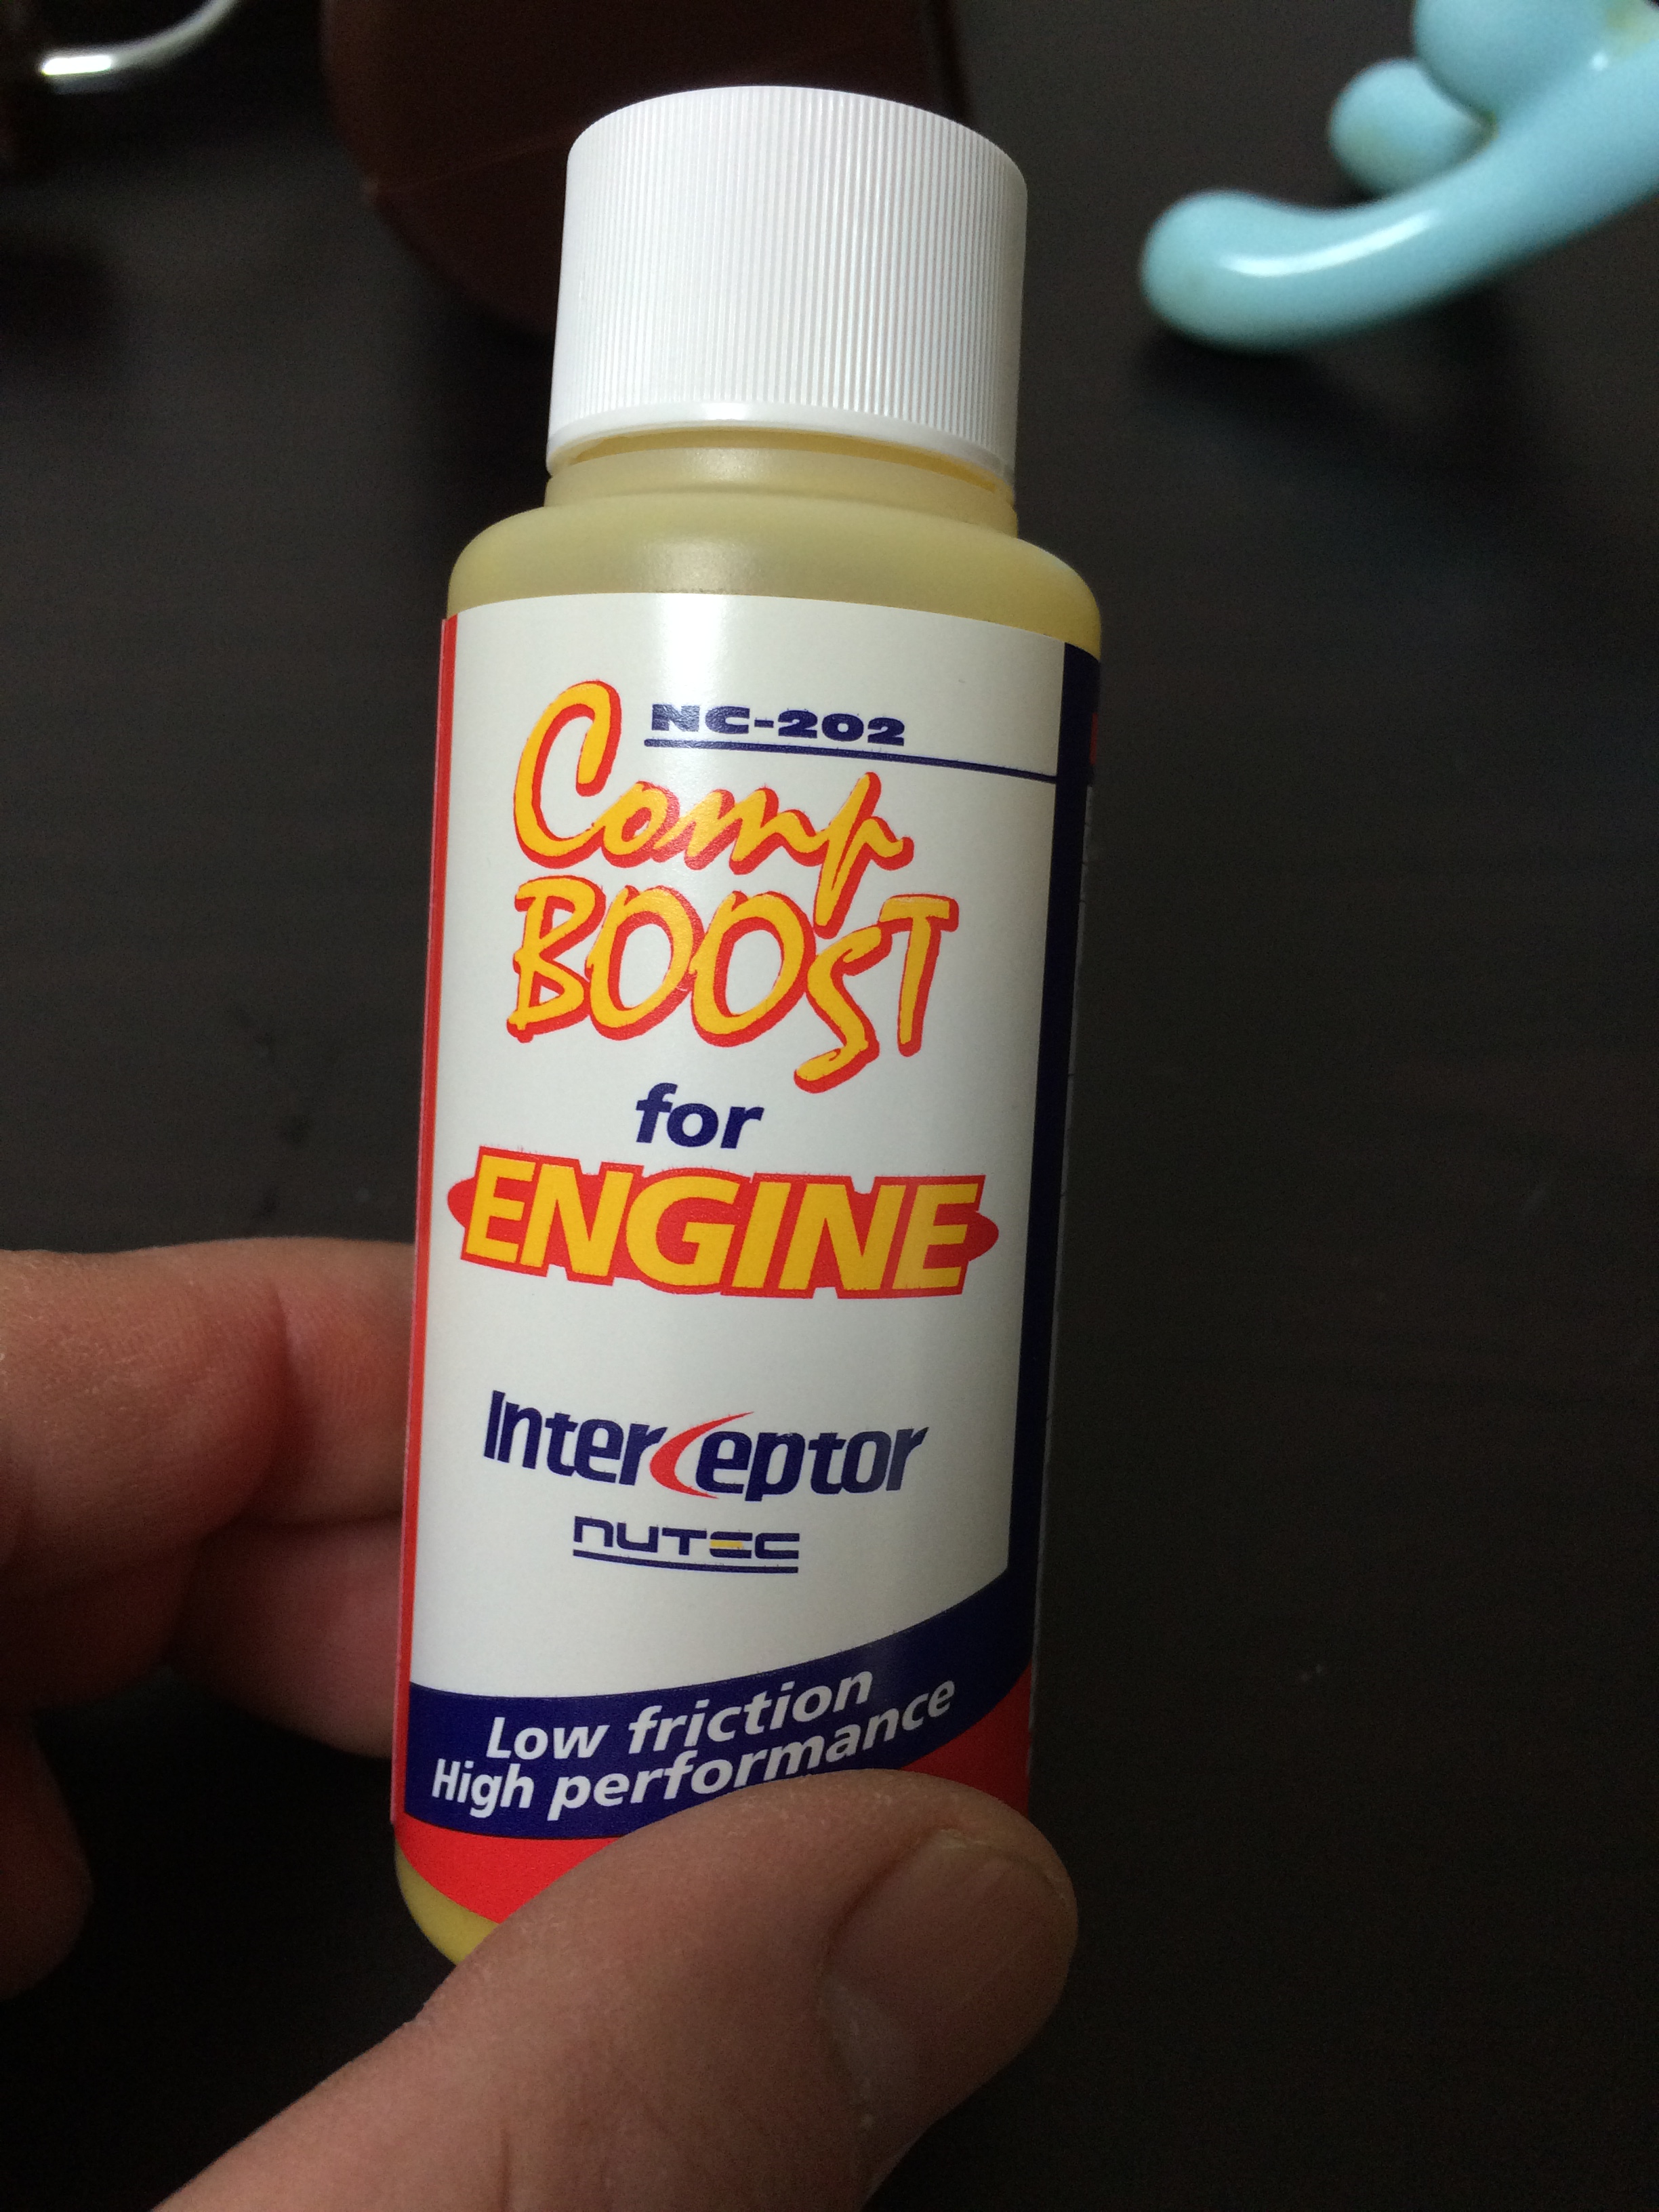 NC-202
Comp
BOOST
for
ENGINE
Interceptor
NUTEC
Low friction
High performance